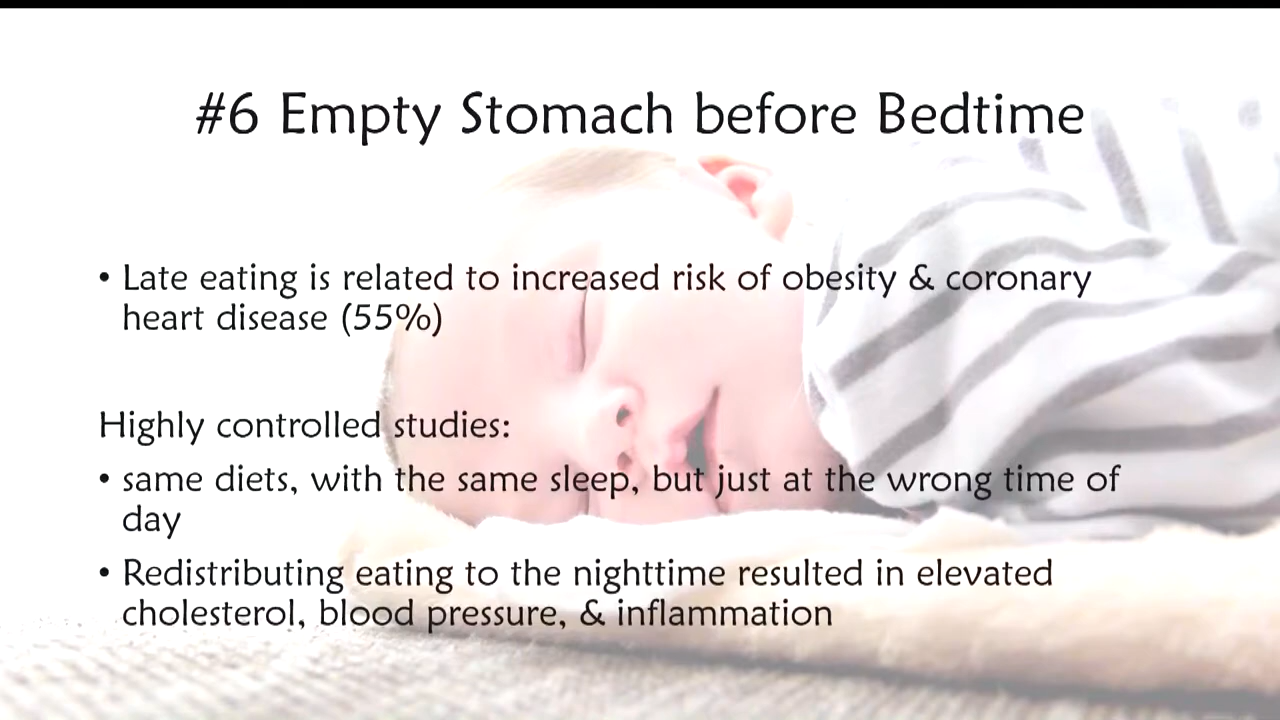 #6 Empty Stomach before Bedtime
• Late eating is related to increased risk of obesity & coronary
heart disease (55%)
Highly controlled studies:
• same diets, with the same sleep, but just at the wrong time of
day
• Redistributing eating to the nighttime resulted in elevated
cholesterol, blood pressure, & inflammation